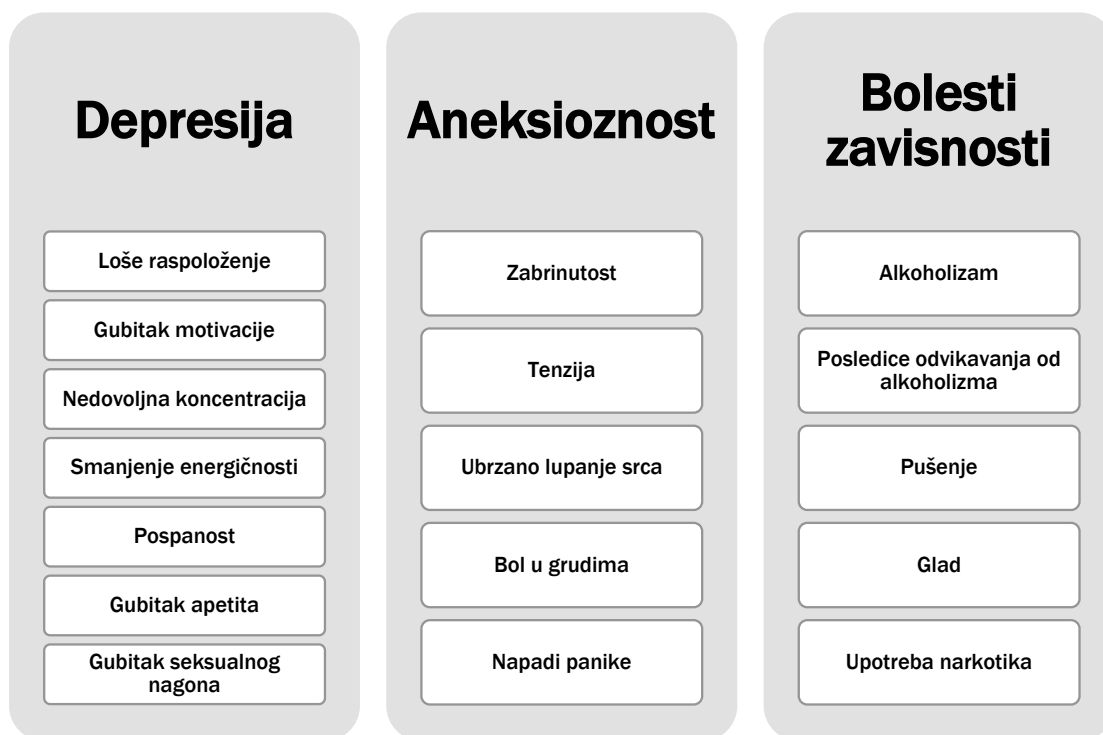 Depresija
Loše raspoloženje
Gubitak motivacije
Nedovoljna koncentracija
Smanjenje energičnosti
Pospanost
Gubitak apetita
Gubitak seksualnog
nagona
Aneksioznost
Zabrinutost
Tenzija
Ubrzano lupanje srca
Bol u grudima
Napadi panike
Bolesti
zavisnosti
Alkoholizam
Posledice odvikavanja od
alkoholizma
Pušenje
Glad
Upotreba narkotika